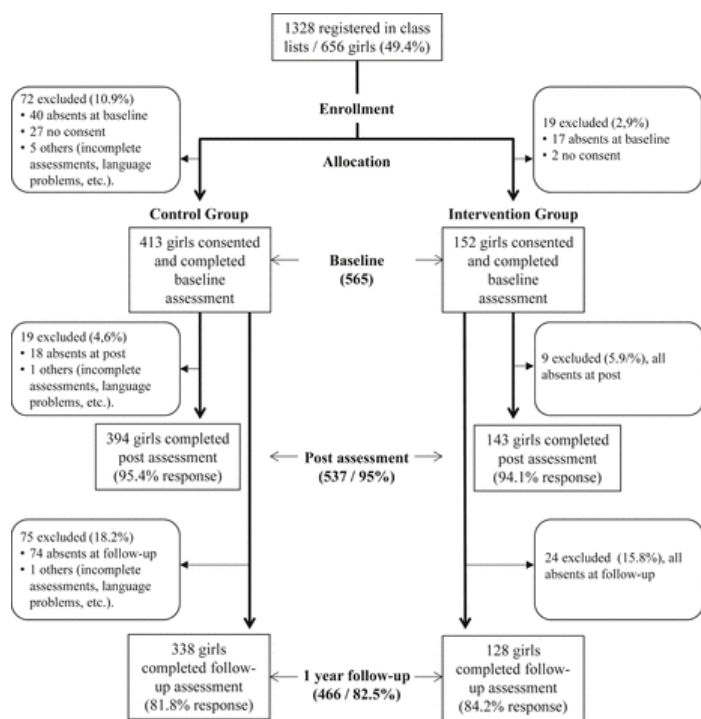 1328 registered in class
lists / 656 girls (49.4%)
72 excluded (10.9%)
• 40 absents at baseline
• 27 no consent
• 5 others (incomplete
assessments, language
problems, etc.).
Enrollment
19 excluded (2,9%)
• 17 absents at baseline
• 2 no consent
Allocation
Control Group
Intervention Group
413 girls consented
and completed
baseline
assessment
Baseline
(565)
152 girls consented
and completed
baseline
assessment
19 excluded (4,6%)
• 18 absents at post
• 1 others (incomplete
assessments, language
problems, etc.).
9 excluded (5.9/%), all
absents at post
394 girls completed
post assessment
(95.4% response)
Post assessment
(537 / 95%)
143 girls completed
post assessment
(94.1% response)
75 excluded (18.2%)
• 74 absents at follow-up
• 1 others (incomplete
assessments, language
problems, etc.).
24 excluded (15.8%), all
absents at follow-up
338 girls
completed follow-
up assessment
(81.8% response)
1 year follow-up
(466 / 82.5%)
128 girls
completed follow-
up assessment
(84.2% response)